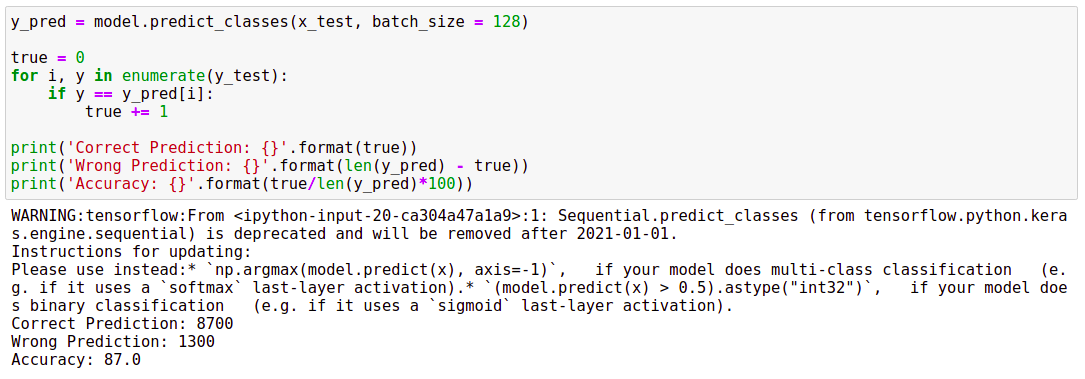 y_pred = model.predict_classes(x_test, batch_size = 128)

true = 0
for i, y in enumerate(y_test):
    if y == y_pred[i]:
        true += 1

print('Correct Prediction: {}'.format(true))
print('Wrong Prediction: {}'.format(len(y_pred) - true))
print('Accuracy: {}'.format(true/len(y_pred)*100))
WARNING:tensorflow:From <ipython-input-20-ca304a47a1a9>:1: Sequential.predict_classes (from tensorflow.python.kera
s.engine.sequential) is deprecated and will be removed after 2021-01-01.
Instructions for updating:
Please use instead:* `np.argmax(model.predict(x), axis=-1)`,   if your model does multi-class classification   (e.
g. if it uses a `softmax` last-layer activation).* `(model.predict(x) > 0.5).astype("int32")`,   if your model doe
s binary classification   (e.g. if it uses a `sigmoid` last-layer activation).
Correct Prediction: 8700
Wrong Prediction: 1300
Accuracy: 87.0